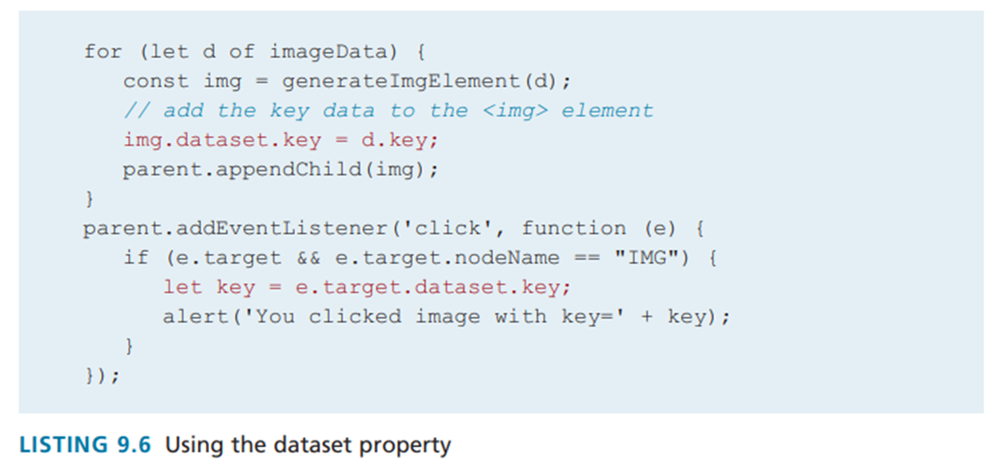 for (let d of imageData) {
const img = generateImgElement(d);
// add the key data to the <img> element
img.dataset.key = d.key;
parent.appendChild(img);
}
parent.addEventListener('click', function (e) {
if (e.target && e.target.nodeName == "IMG") {
let key = e.target.dataset.key;
alert('You clicked image with key=' + key);
}
});
LISTING 9.6 Using the dataset property